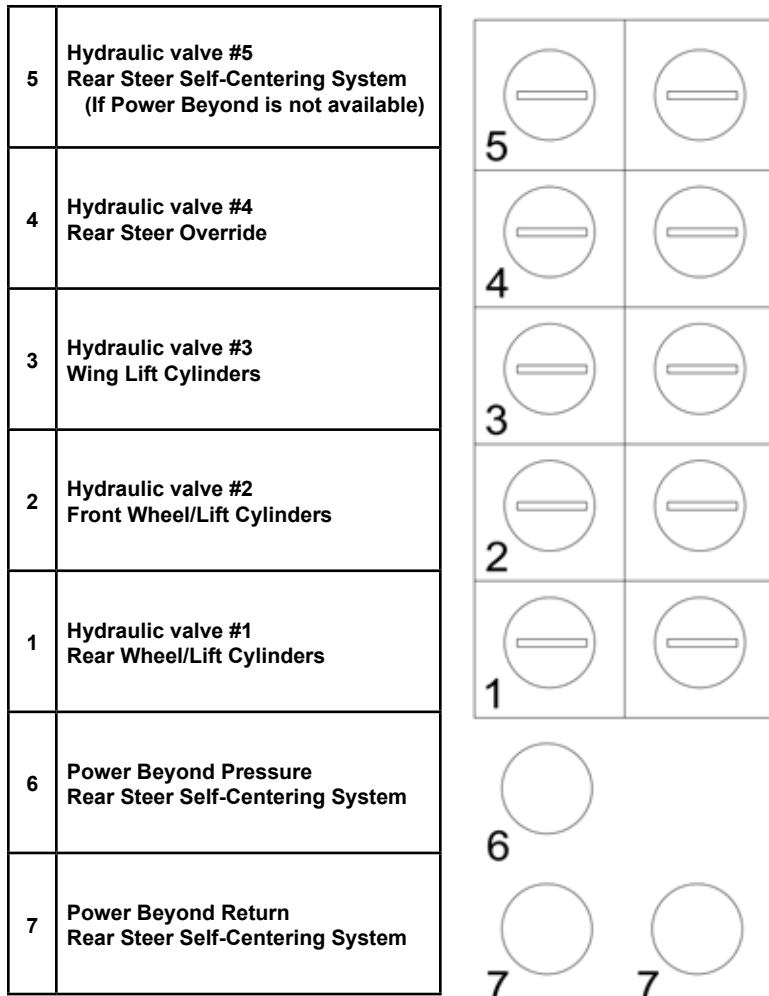 5
Hydraulic valve #5
Rear Steer Self-Centering System
(If Power Beyond is not available)
4
Hydraulic valve #4
Rear Steer Override
3
Hydraulic valve #3
Wing Lift Cylinders
2
Hydraulic valve #2
Front Wheel/Lift Cylinders
1
Hydraulic valve #1
Rear Wheel/Lift Cylinders
6
Power Beyond Pressure
Rear Steer Self-Centering System
7
Power Beyond Return
Rear Steer Self-Centering System
5
4
3
2
1
6
7 7